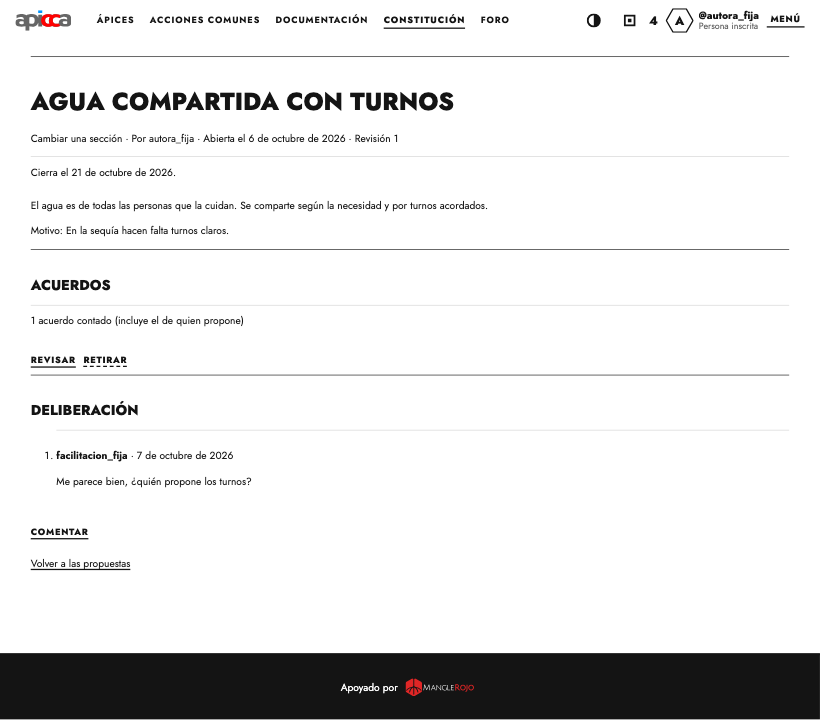 apicca
ÁPICES ACCIONES COMUNES DOCUMENTACIÓN CONSTITUCIÓN FORO
4 A @autora_fija MENÚ
Persona inscrita
AGUA COMPARTIDA CON TURNOS
Cambiar una sección · Por autora_fija · Abierta el 6 de octubre de 2026 · Revisión 1
Cierra el 21 de octubre de 2026.
El agua es de todas las personas que la cuidan. Se comparte según la necesidad y por turnos acordados.
Motivo: En la sequía hacen falta turnos claros.
ACUERDOS
1 acuerdo contado (incluye el de quien propone)
REVISAR RETIRAR
DELIBERACIÓN
1. facilitacion_fija · 7 de octubre de 2026
Me parece bien, ¿quién propone los turnos?
COMENTAR
Volver a las propuestas
Apoyado por MANGLEROJO